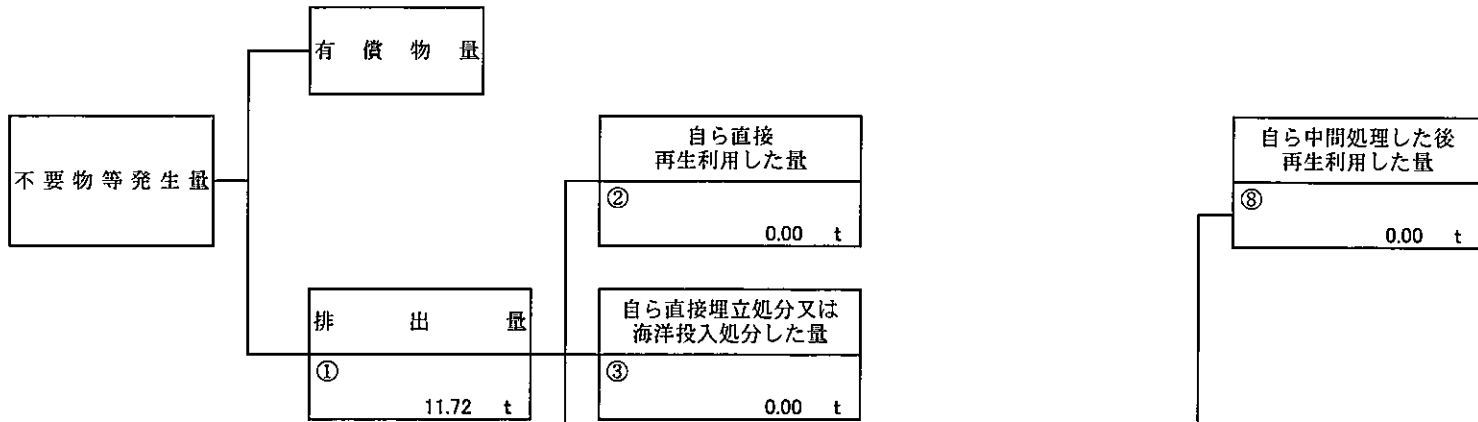 有償物量
不要物等発生量
自ら直接
再生利用した量
②
0.00 t
自ら中間処理した後
再生利用した量
⑧
0.00 t
排出量
①
11.72 t
自ら直接埋立処分又は
海洋投入処分した量
③
0.00 t